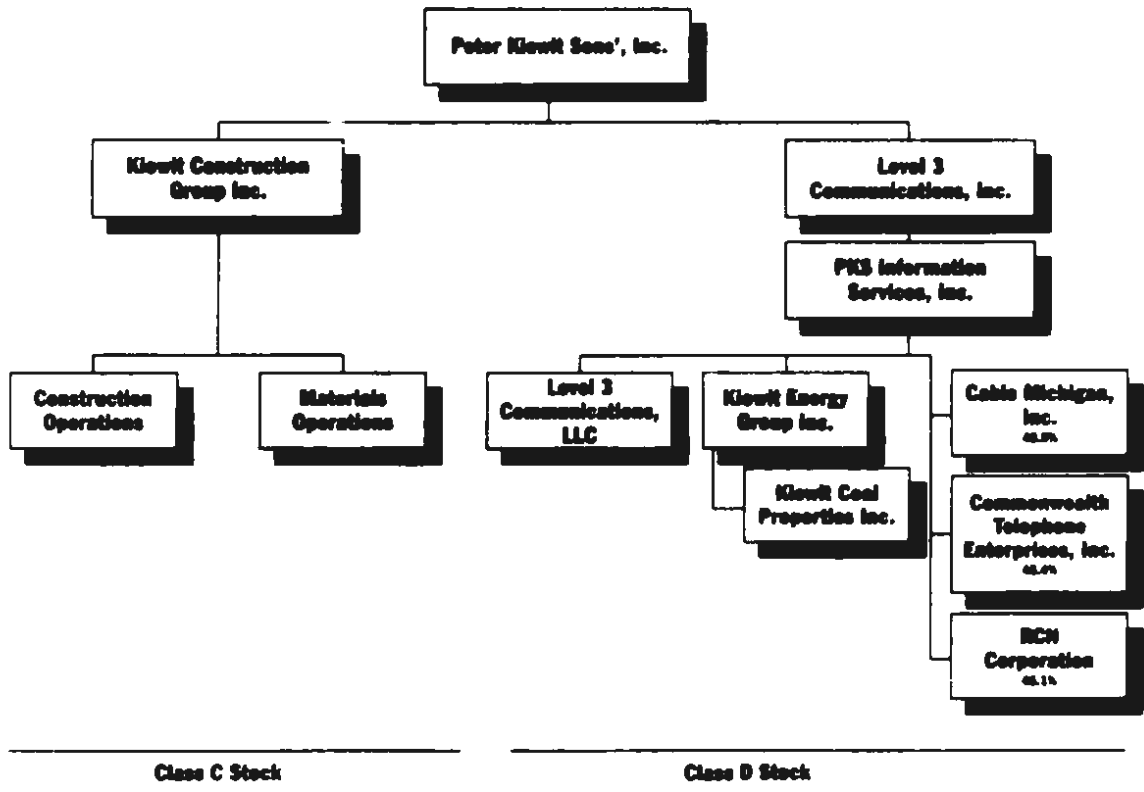 Peter Kiewit Sons', Inc.
Kiewit Construction
Group Inc.
Level 3
Communications, Inc.
PKS Information
Services, Inc.
Construction
Operations
Materials
Operations
Level 3
Communications,
LLC
Kiewit Energy
Group Inc.
Kiewit Coal
Properties Inc.
Cable Michigan,
Inc.
Commonwealth
Telephone
Enterprises, Inc.
RCN
Corporation
Class C Stock
Class D Stock